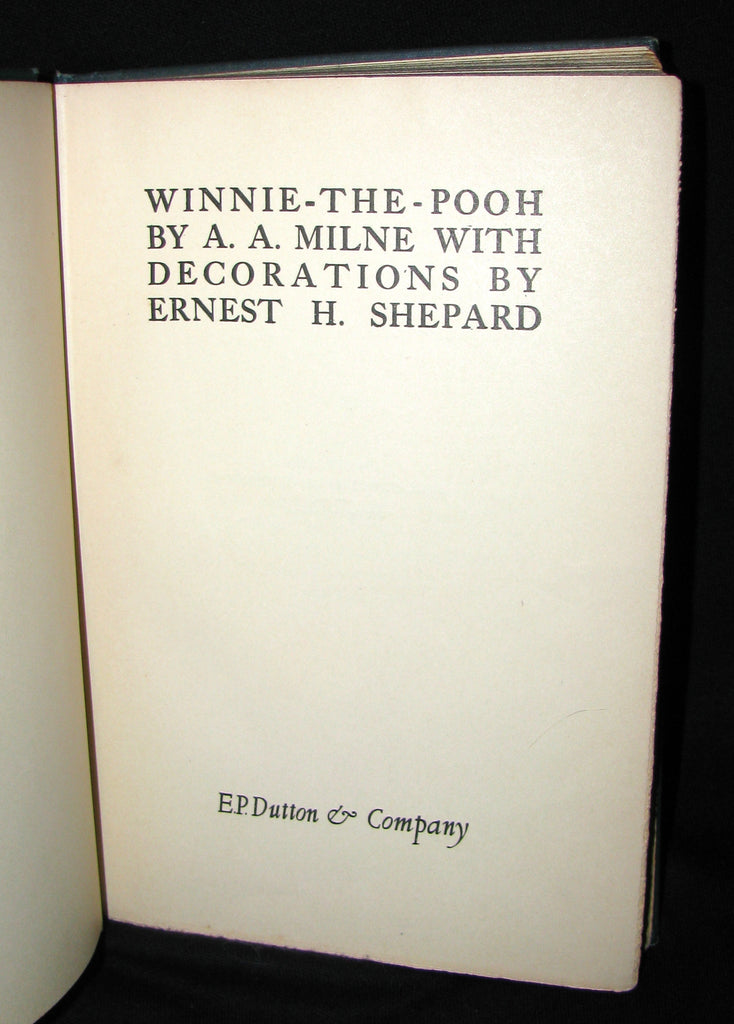 WINNIE-THE-POOH
BY A. A. MILNE WITH
DECORATIONS BY
ERNEST H. SHEPARD
E.P. Dutton & Company